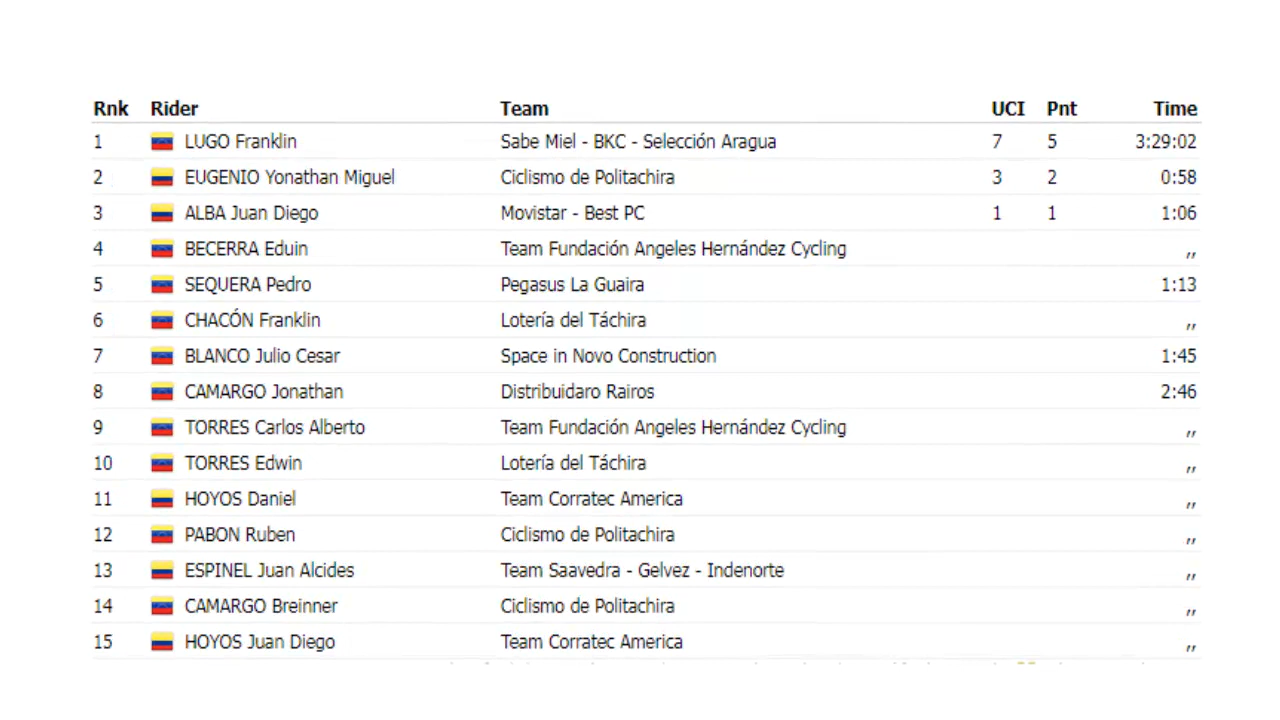 Rnk Rider Team UCI Pnt Time
1 LUGO Franklin Sabe Miel - BKC - Selección Aragua 7 5 3:29:02
2 EUGENIO Yonathan Miguel Ciclismo de Politachira 3 2 0:58
3 ALBA Juan Diego Movistar - Best PC 1 1 1:06
4 BECERRA Eduin Team Fundación Angeles Hernández Cycling ,,
5 SEQUERA Pedro Pegasus La Guaira 1:13
6 CHACÓN Franklin Lotería del Táchira ,,
7 BLANCO Julio Cesar Space in Novo Construction 1:45
8 CAMARGO Jonathan Distribuidaro Rairos 2:46
9 TORRES Carlos Alberto Team Fundación Angeles Hernández Cycling ,,
10 TORRES Edwin Lotería del Táchira ,,
11 HOYOS Daniel Team Corratec America ,,
12 PABON Ruben Ciclismo de Politachira ,,
13 ESPINEL Juan Alcides Team Saavedra - Gelvez - Indenorte ,,
14 CAMARGO Breinner Ciclismo de Politachira ,,
15 HOYOS Juan Diego Team Corratec America ,,